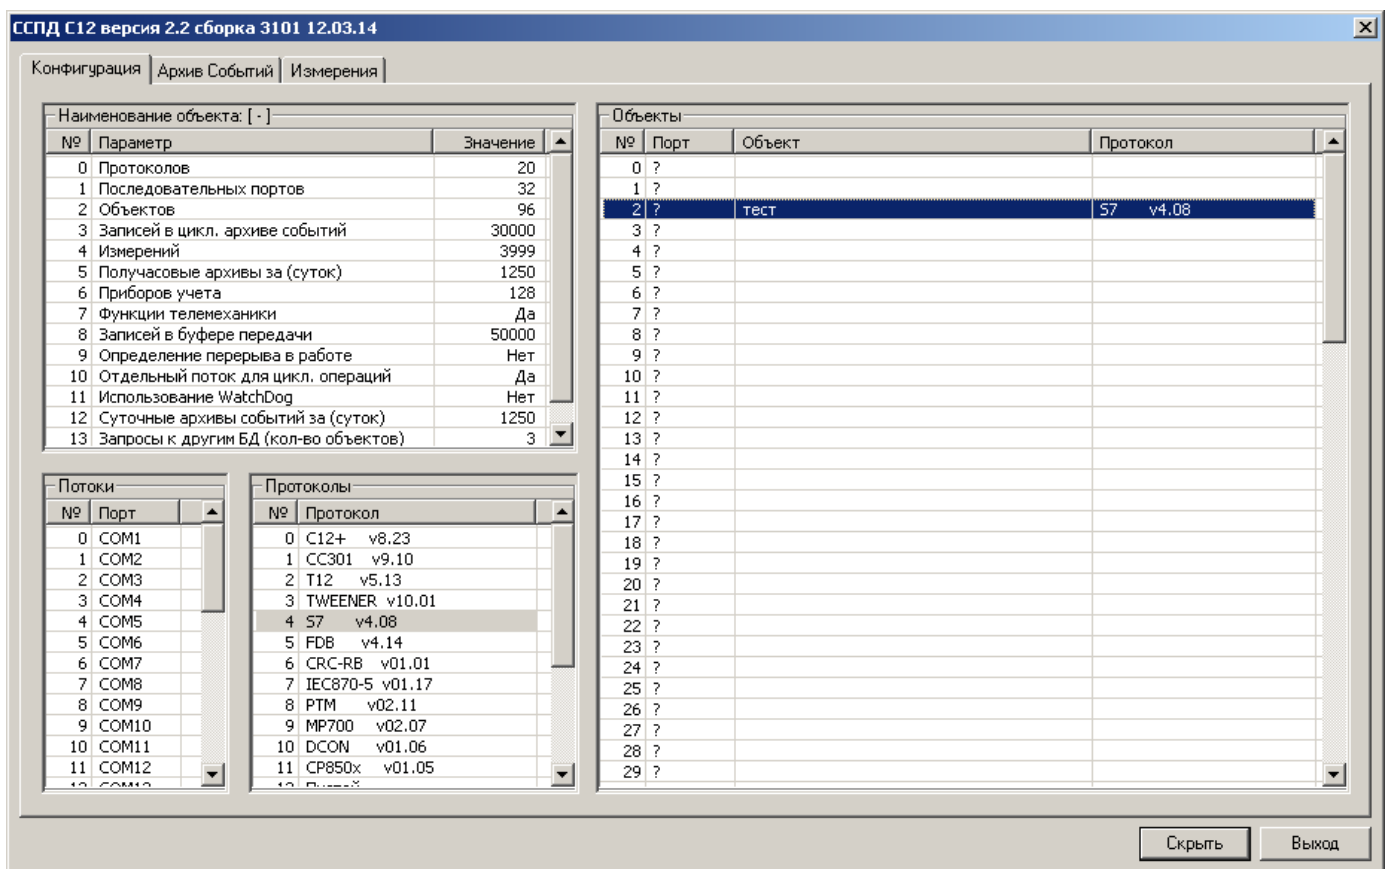 ССПД С12 версия 2.2 сборка 3101 12.03.14
Конфигурация Архив Событий Измерения
Наименование объекта: [ - ]
№ Параметр Значение
0 Протоколов 20
1 Последовательных портов 32
2 Объектов 96
3 Записей в цикл. архиве событий 30000
4 Измерений 3999
5 Получасовые архивы за (суток) 1250
6 Приборов учета 128
7 Функции телемеханики Да
8 Записей в буфере передачи 50000
9 Определение перерыва в работе Нет
10 Отдельный поток для цикл. операций Да
11 Использование WatchDog Нет
12 Суточные архивы событий за (суток) 1250
13 Запросы к другим БД (кол-во объектов) 3
Потоки
№ Порт
0 COM1
1 COM2
2 COM3
3 COM4
4 COM5
5 COM6
6 COM7
7 COM8
8 COM9
9 COM10
10 COM11
11 COM12
12 COM13
Протоколы
№ Протокол
0 C12+ v8.23
1 CC301 v9.10
2 T12 v5.13
3 TWEENER v10.01
4 S7 v4.08
5 FDB v4.14
6 CRC-RB v01.01
7 IEC870-5 v01.17
8 PTM v02.11
9 MP700 v02.07
10 DCON v01.06
11 CP850x v01.05
12 Пустой
Объекты
№ Порт Объект Протокол
0 ?
1 ?
2 ? тест S7 v4.08
3 ?
4 ?
5 ?
6 ?
7 ?
8 ?
9 ?
10 ?
11 ?
12 ?
13 ?
14 ?
15 ?
16 ?
17 ?
18 ?
19 ?
20 ?
21 ?
22 ?
23 ?
24 ?
25 ?
26 ?
27 ?
28 ?
29 ?
Скрыть Выход